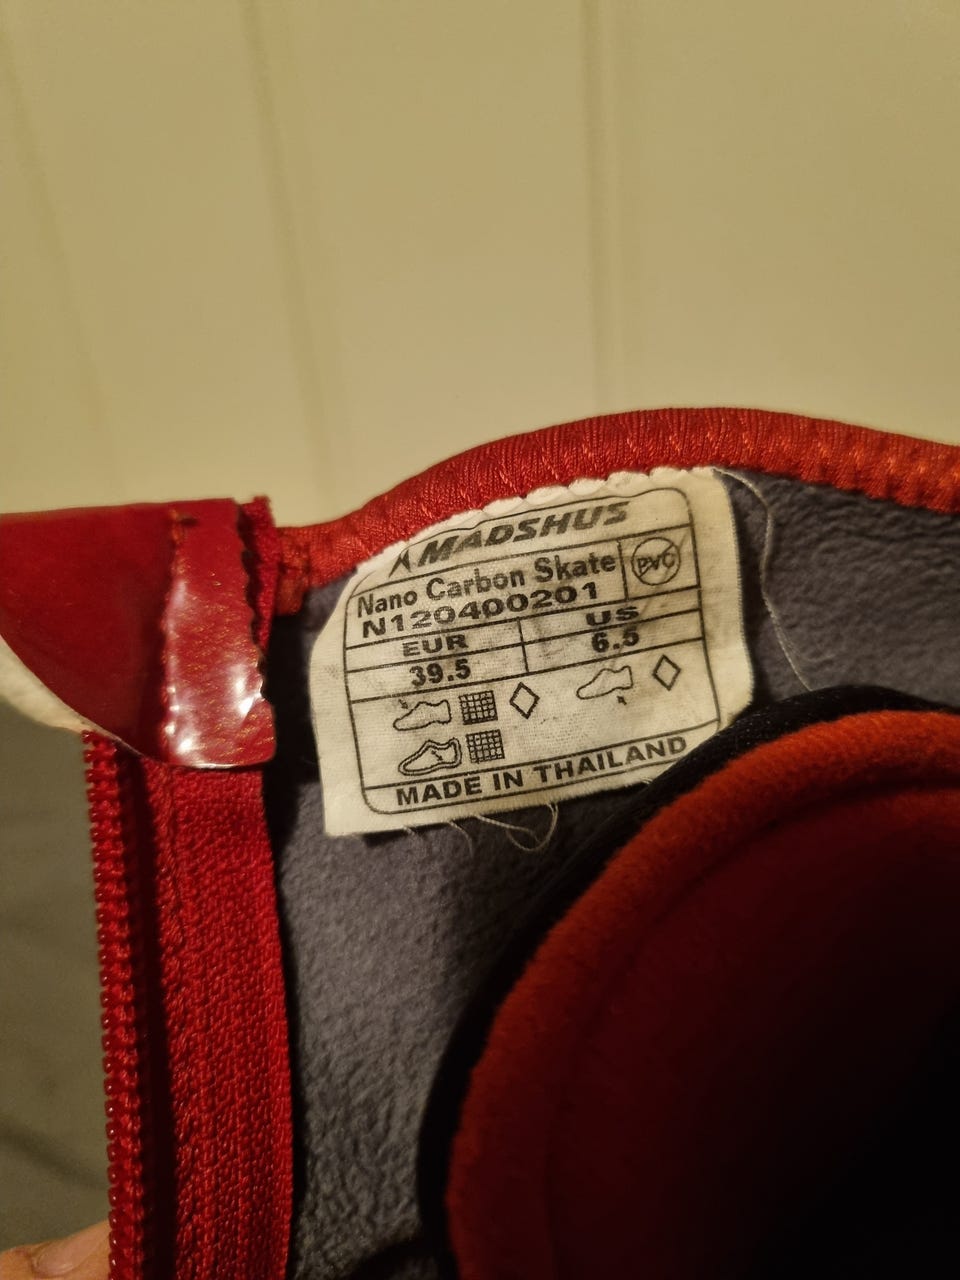 MADSHUS
Nano Carbon Skate
PVC
N120400201
EUR US
39.5 6.5
MADE IN THAILAND